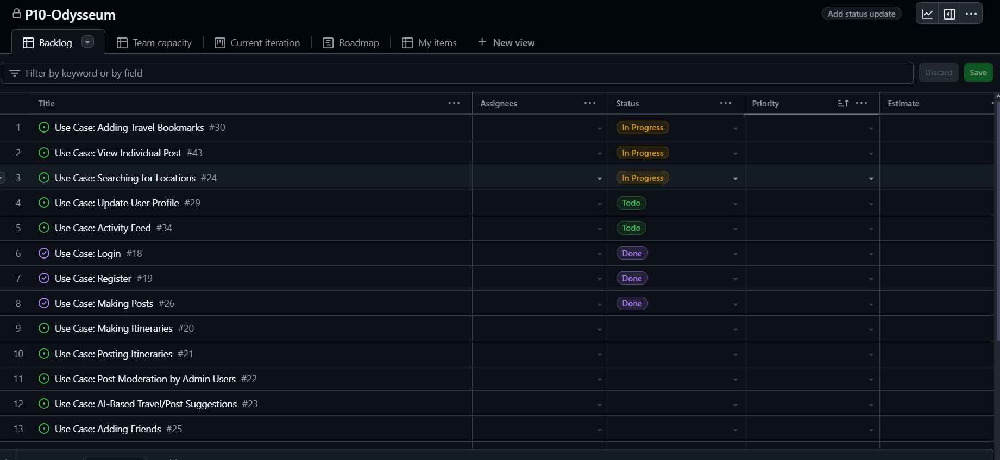 P10-Odysseum
Add status update
Backlog
Team capacity
Current iteration
Roadmap
My items
+ New view
Filter by keyword or by field
Discard
Save
Title
Assignees
Status
Priority
Estimate
1 Use Case: Adding Travel Bookmarks #30 In Progress
2 Use Case: View Individual Post #43 In Progress
3 Use Case: Searching for Locations #24 In Progress
4 Use Case: Update User Profile #29 Todo
5 Use Case: Activity Feed #34 Todo
6 Use Case: Login #18 Done
7 Use Case: Register #19 Done
8 Use Case: Making Posts #26 Done
9 Use Case: Making Itineraries #20
10 Use Case: Posting Itineraries #21
11 Use Case: Post Moderation by Admin Users #22
12 Use Case: AI-Based Travel/Post Suggestions #23
13 Use Case: Adding Friends #25